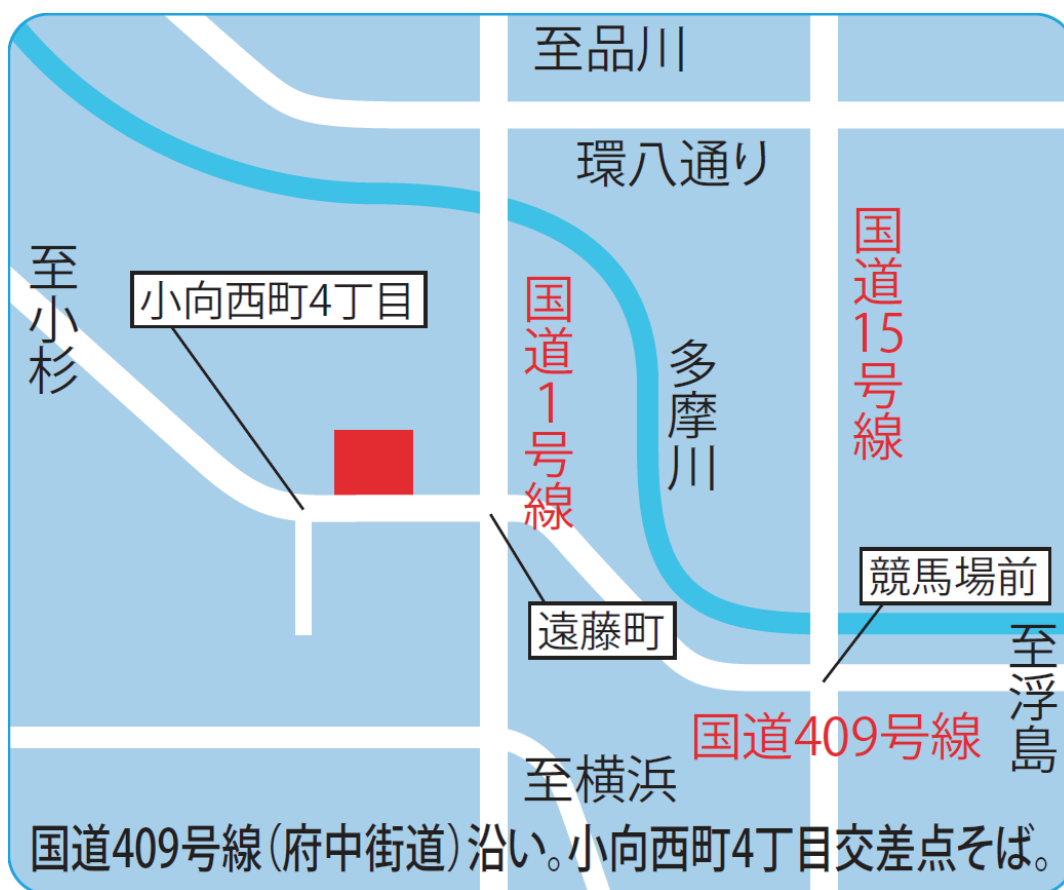 至品川
環八通り
国道15号線
至小杉
小向西町4丁目
国道1号線
多摩川
競馬場前
遠藤町
至浮島
国道409号線
至横浜
国道409号線(府中街道)沿い。小向西町4丁目交差点そば。